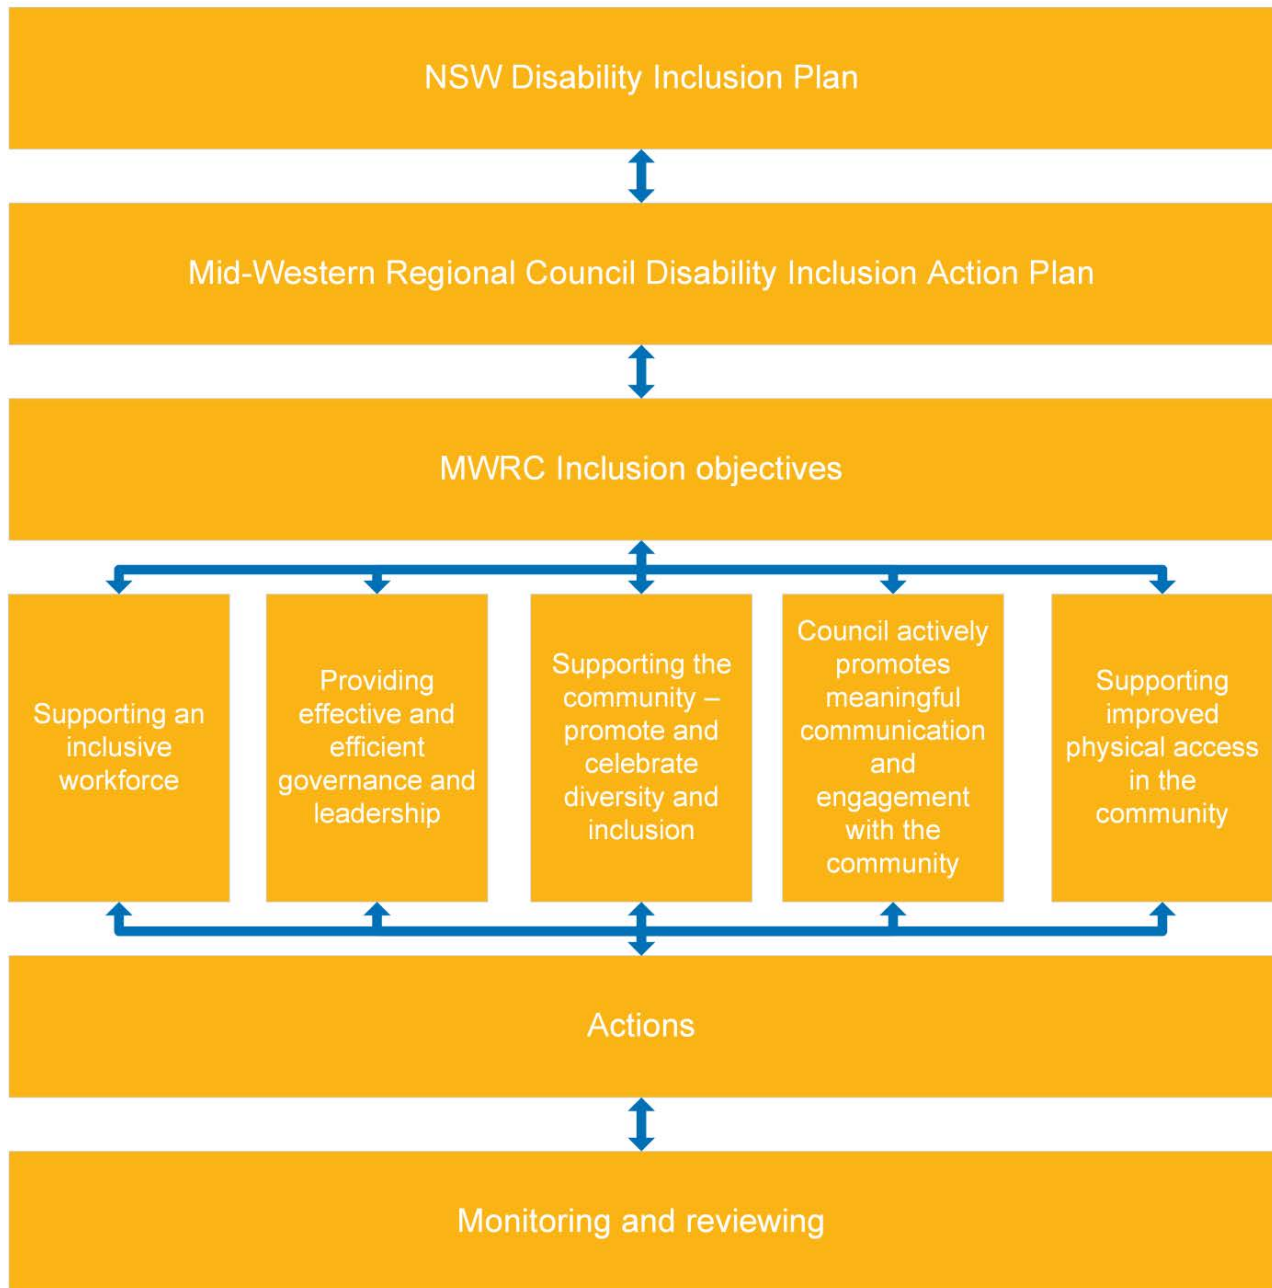 NSW Disability Inclusion Plan
Mid-Western Regional Council Disability Inclusion Action Plan
MWRC Inclusion objectives
Supporting an
inclusive
workforce
Providing
effective and
efficient
governance and
leadership
Supporting the
community –
promote and
celebrate
diversity and
inclusion
Council actively
promotes
meaningful
communication
and
engagement
with the
community
Supporting
improved
physical access
in the
community
Actions
Monitoring and reviewing